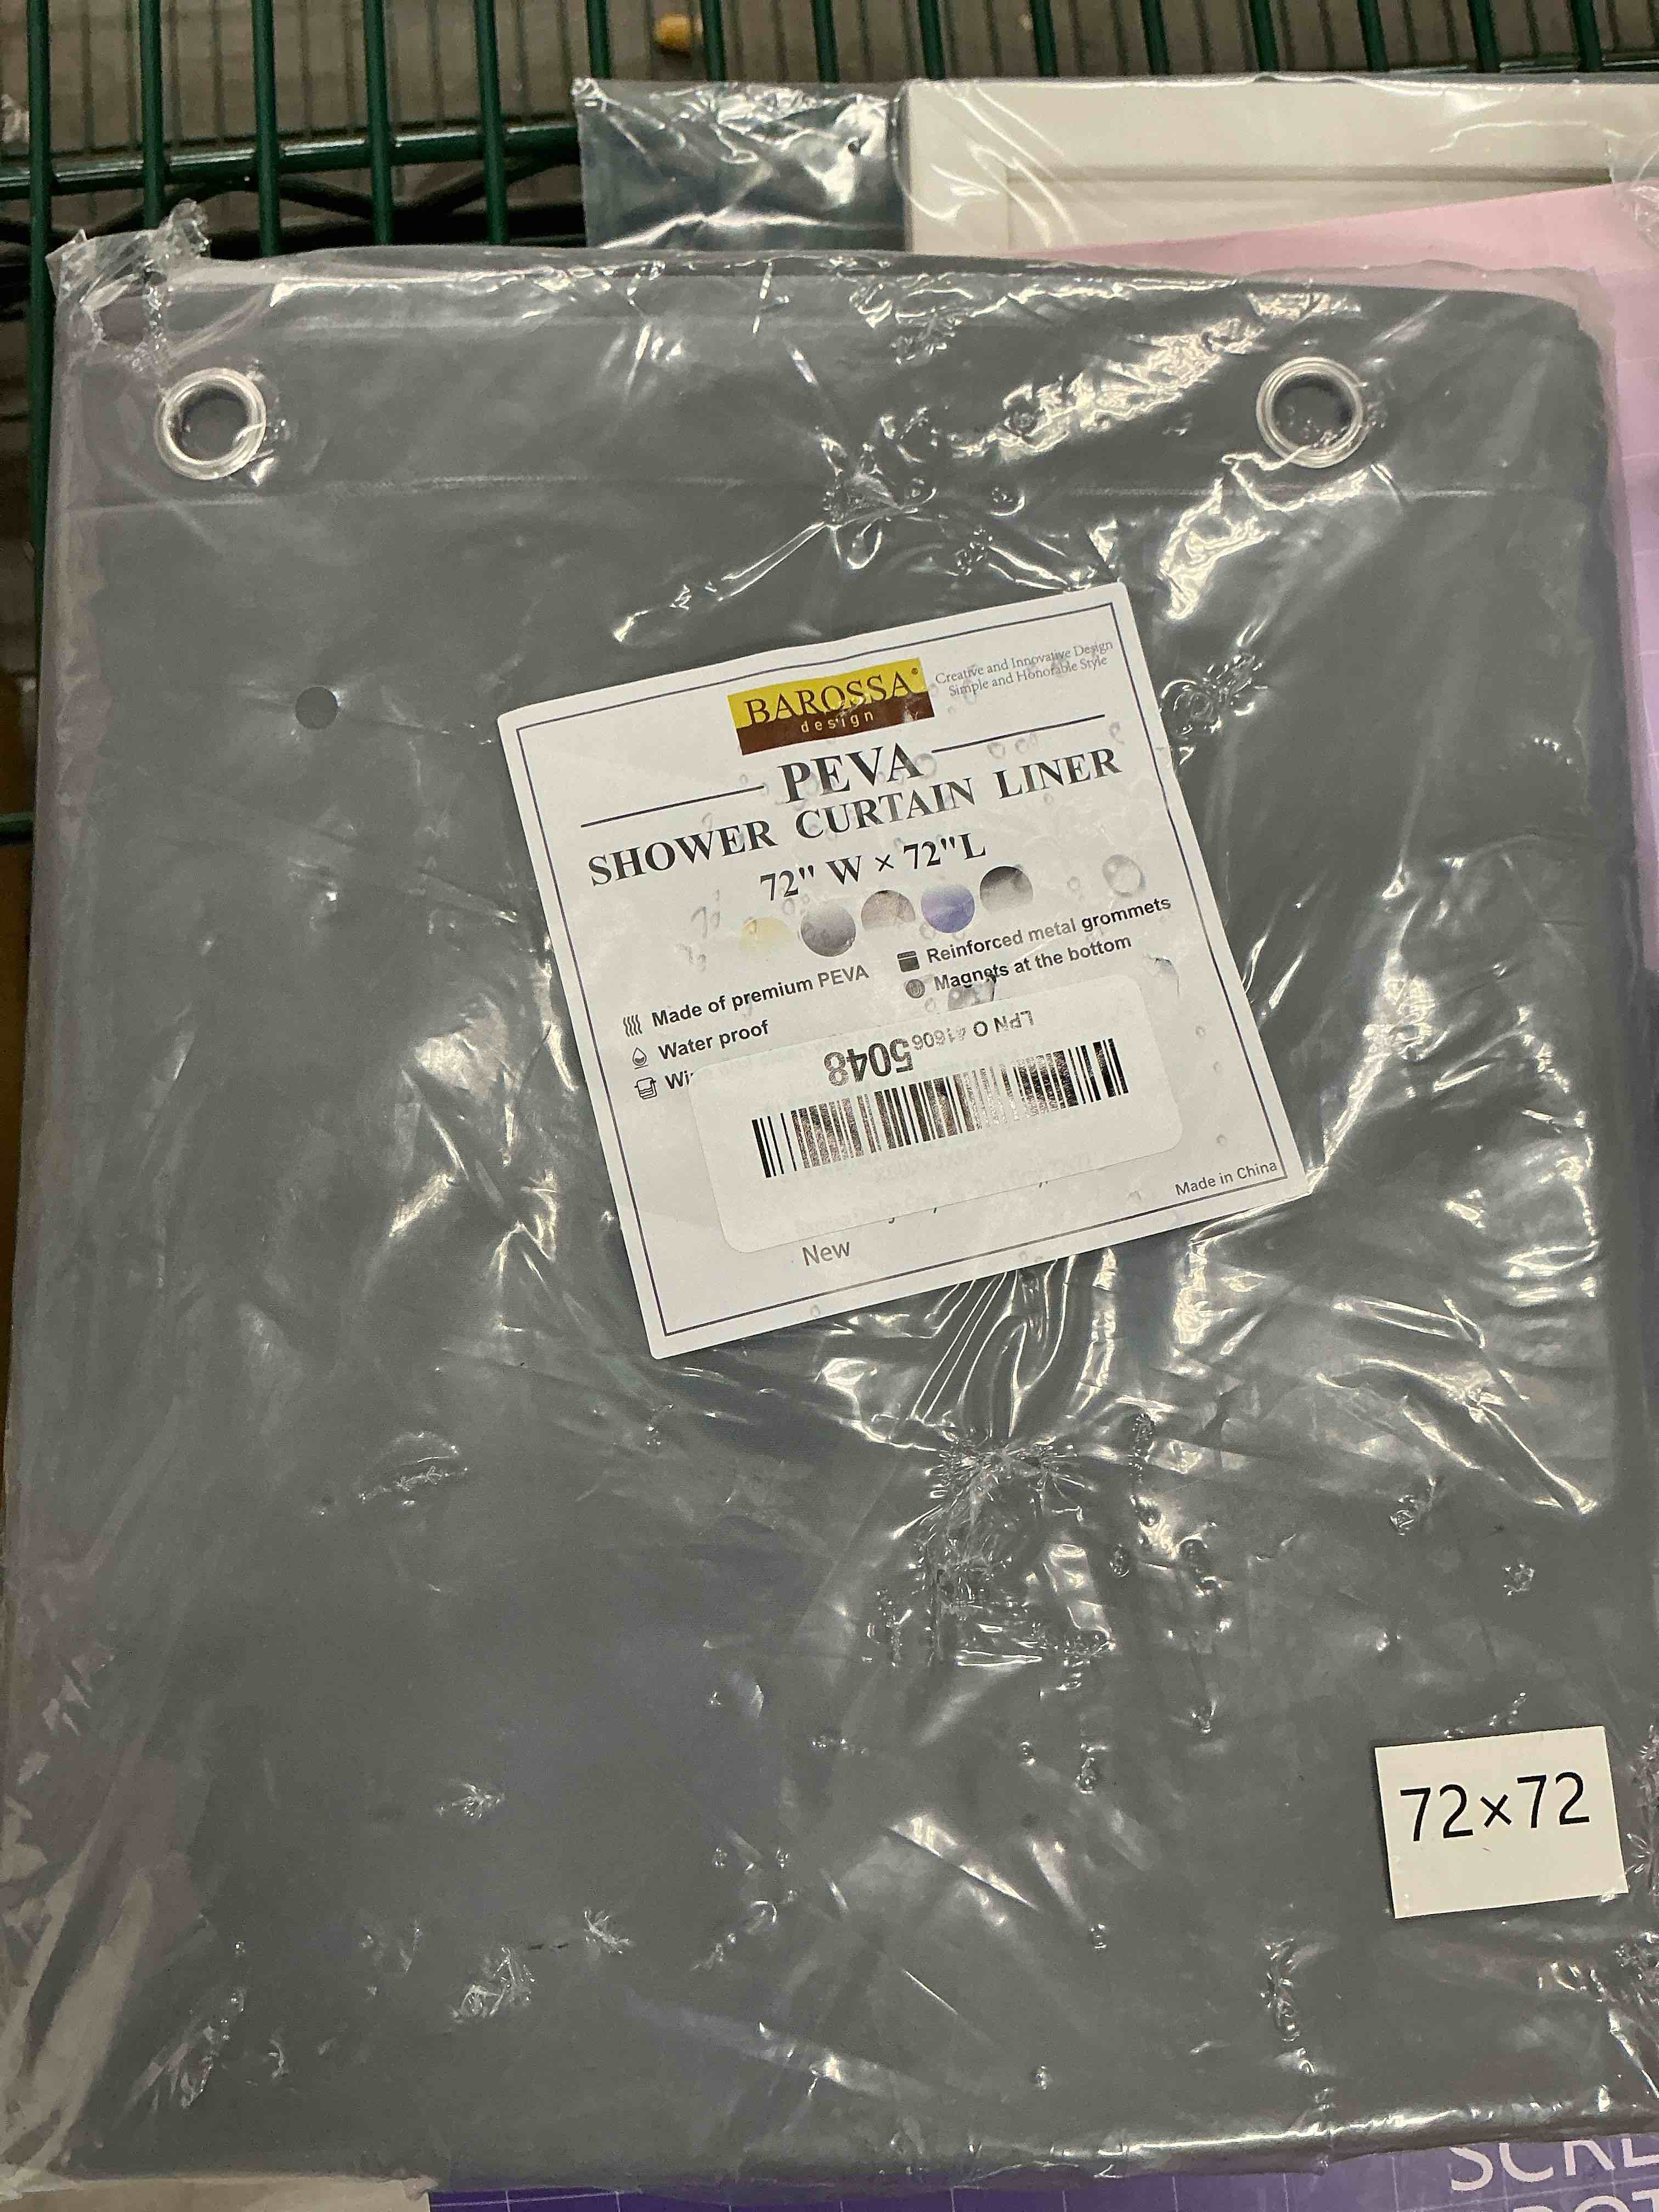 BAROSSA®
design
Creative and Innovative Design
Simple and Honorable Style
PEVA
SHOWER CURTAIN LINER
72" W × 72"L
Made of premium PEVA
Water proof
Reinforced metal grommets
Magnets at the bottom
LPN O 41606 5048
Made in China
New
72×72